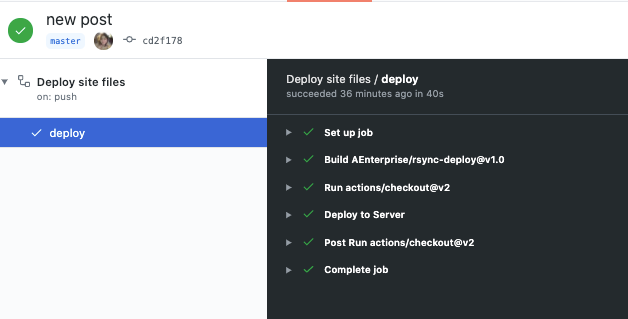 new post
master cd2f178
Deploy site files
on: push
deploy
Deploy site files / deploy
succeeded 36 minutes ago in 40s
Set up job
Build AEnterprise/rsync-deploy@v1.0
Run actions/checkout@v2
Deploy to Server
Post Run actions/checkout@v2
Complete job